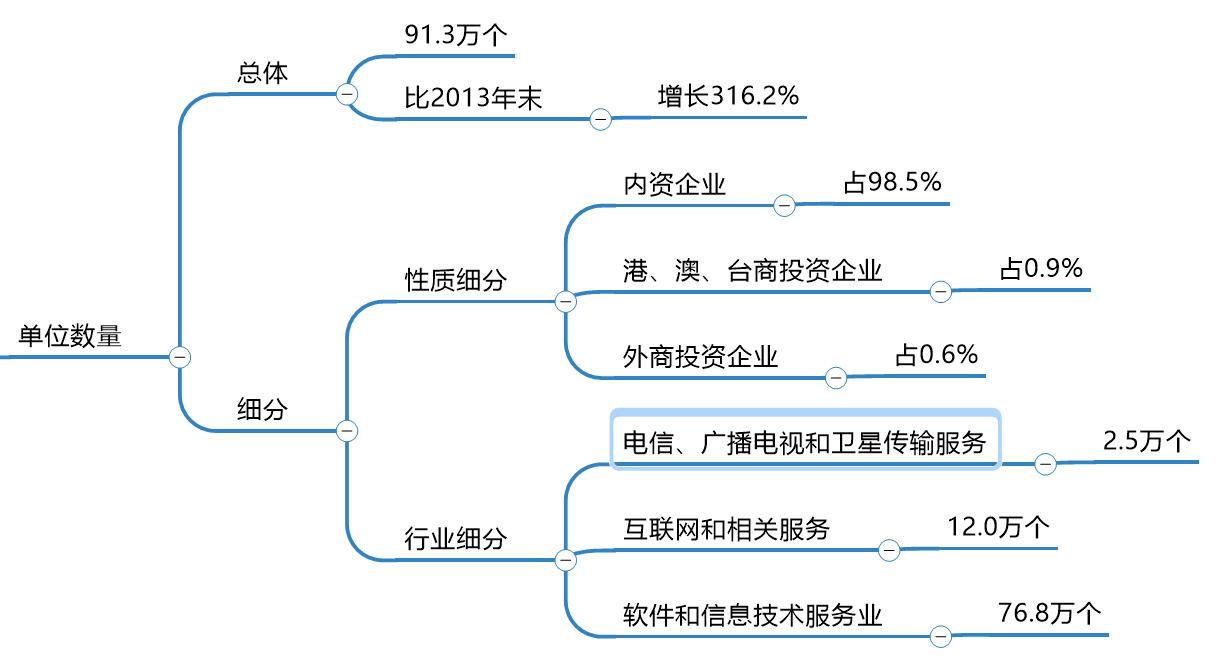 91.3万个
总体
比2013年末
增长316.2%
内资企业
占98.5%
港、澳、台商投资企业
占0.9%
性质细分
单位数量
外商投资企业
占0.6%
细分
电信、广播电视和卫星传输服务
2.5万个
行业细分
互联网和相关服务
12.0万个
软件和信息技术服务业
76.8万个